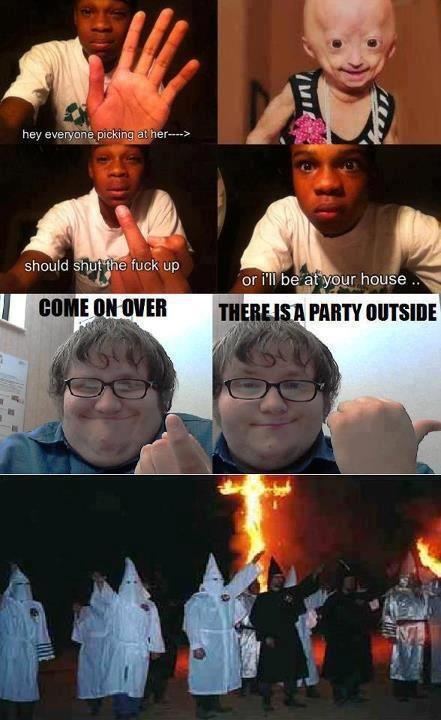 hey everyone picking at her---->
should shut the fuck up
or i'll be at your house ..
COME ON OVER
THERE IS A PARTY OUTSIDE